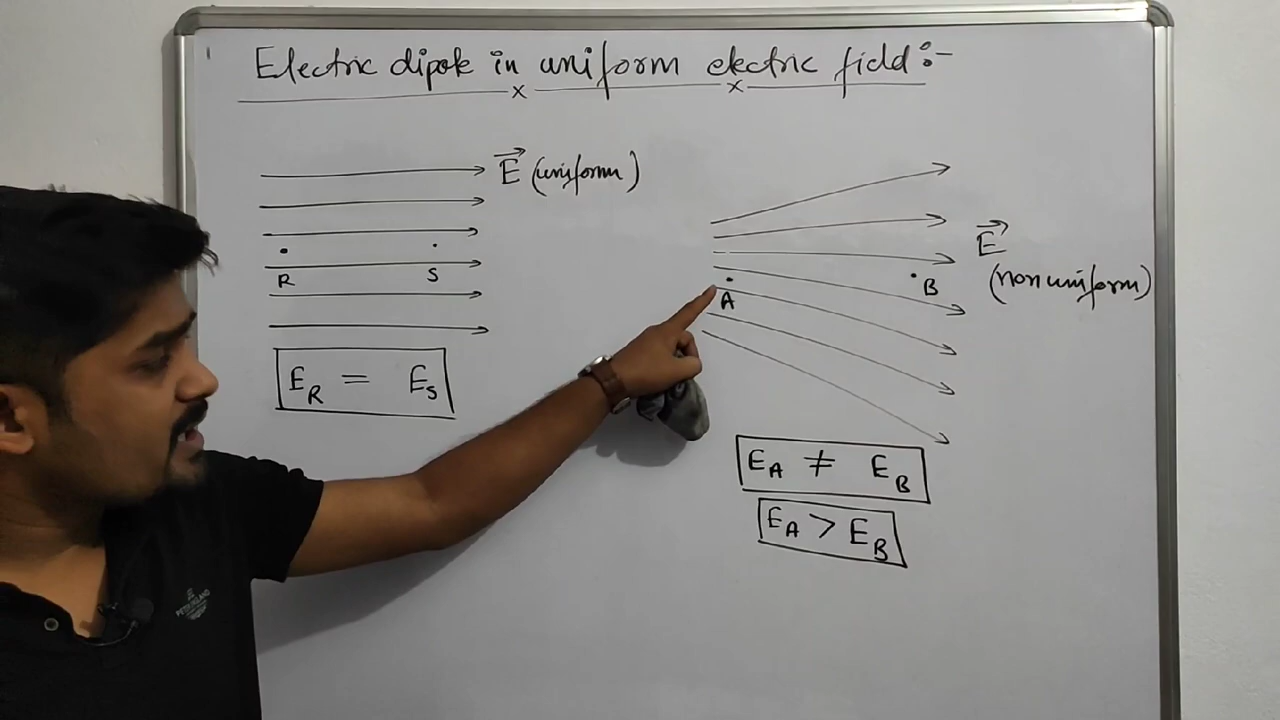 Electric dipole in uniform electric field :-
E (uniform)
R
S
E_R = E_S
A
B
E
(non uniform)
E_A ≠ E_B
E_A > E_B